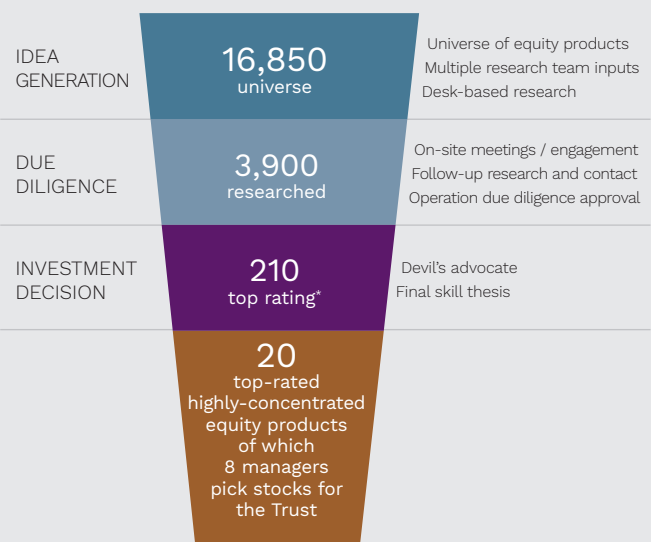 IDEA
GENERATION
16,850
universe
Universe of equity products
Multiple research team inputs
Desk-based research
DUE
DILIGENCE
3,900
researched
On-site meetings / engagement
Follow-up research and contact
Operation due diligence approval
INVESTMENT
DECISION
210
top rating*
Devil’s advocate
Final skill thesis
20
top-rated
highly-concentrated
equity products
of which
8 managers
pick stocks for
the Trust